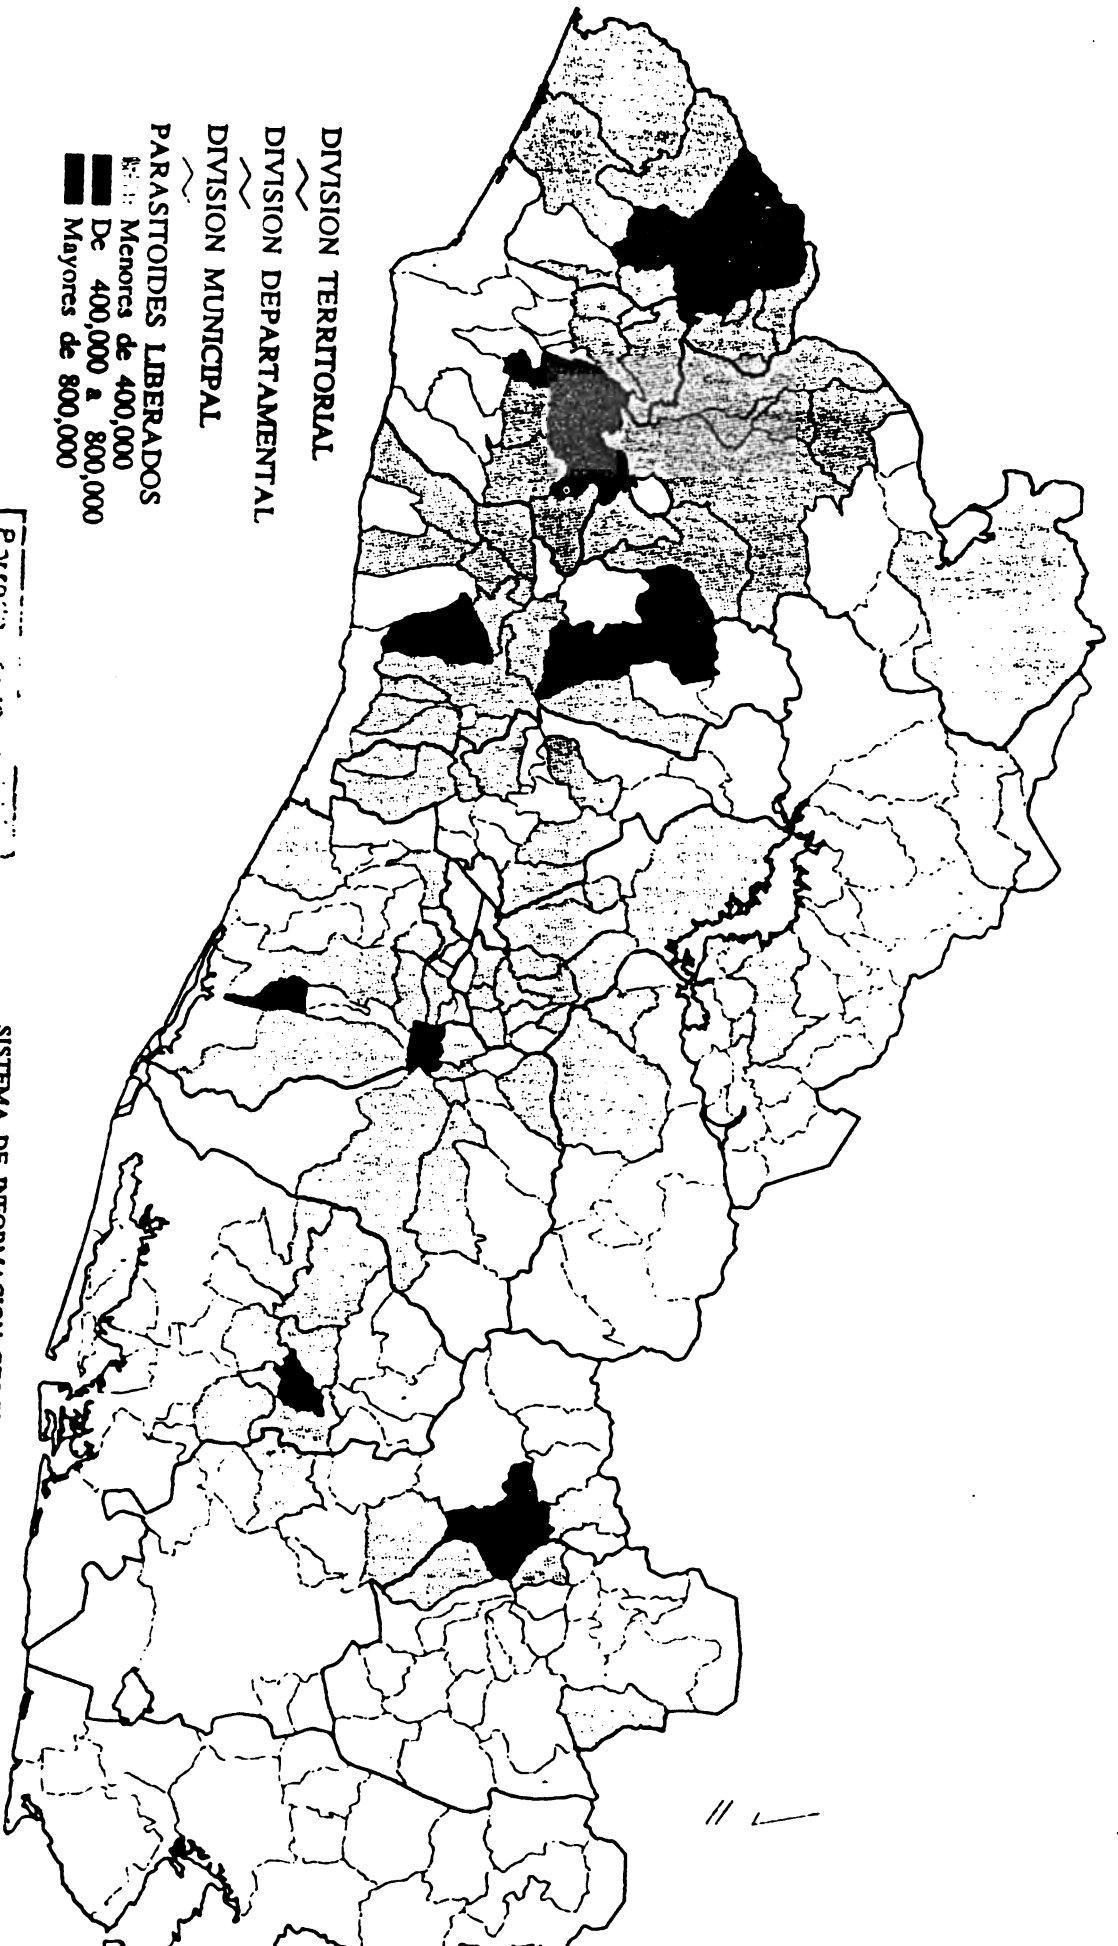 DIVISION TERRITORIAL
DIVISION DEPARTAMENTAL
DIVISION MUNICIPAL
PARASITOIDES LIBERADOS
Menores de 400,000
De 400,000 a 800,000
Mayores de 800,000